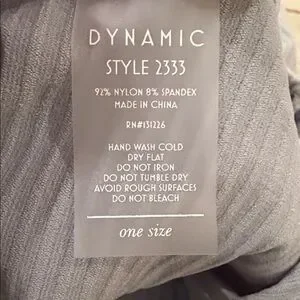 DYNAMIC
STYLE 2333
92% NYLON 8% SPANDEX
MADE IN CHINA
RN#131226
HAND WASH COLD
DRY FLAT
DO NOT IRON
DO NOT TUMBLE DRY
AVOID ROUGH SURFACES
DO NOT BLEACH
one size